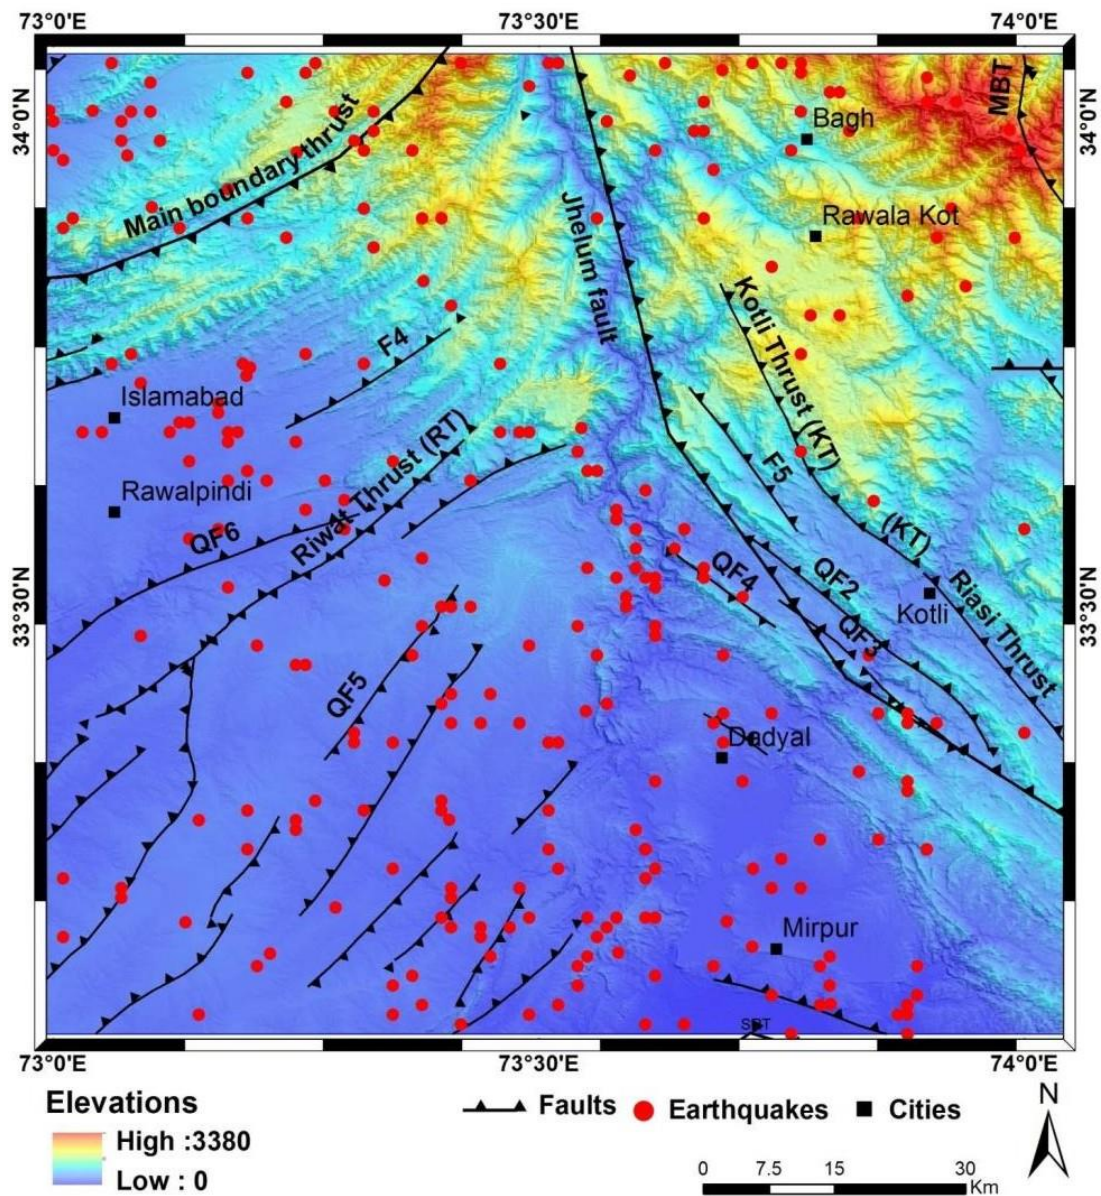 73°0'E 73°30'E 74°0'E
34°0'N
34°0'N
MBT
Bagh
Main boundary thrust
Jhelum fault
Rawala Kot
Kotli Thrust (KT)
F4
Islamabad
Riwat Thrust (RT)
F5
Rawalpindi
QF6
(KT)
QF4
QF2
Riasi Thrust
Kotli
33°30'N
33°30'N
QF3
QF5
Dadyal
Mirpur
SRT
73°0'E 73°30'E 74°0'E
Elevations
High :3380
Low : 0
Faults Earthquakes Cities
N
0 7.5 15 30
Km